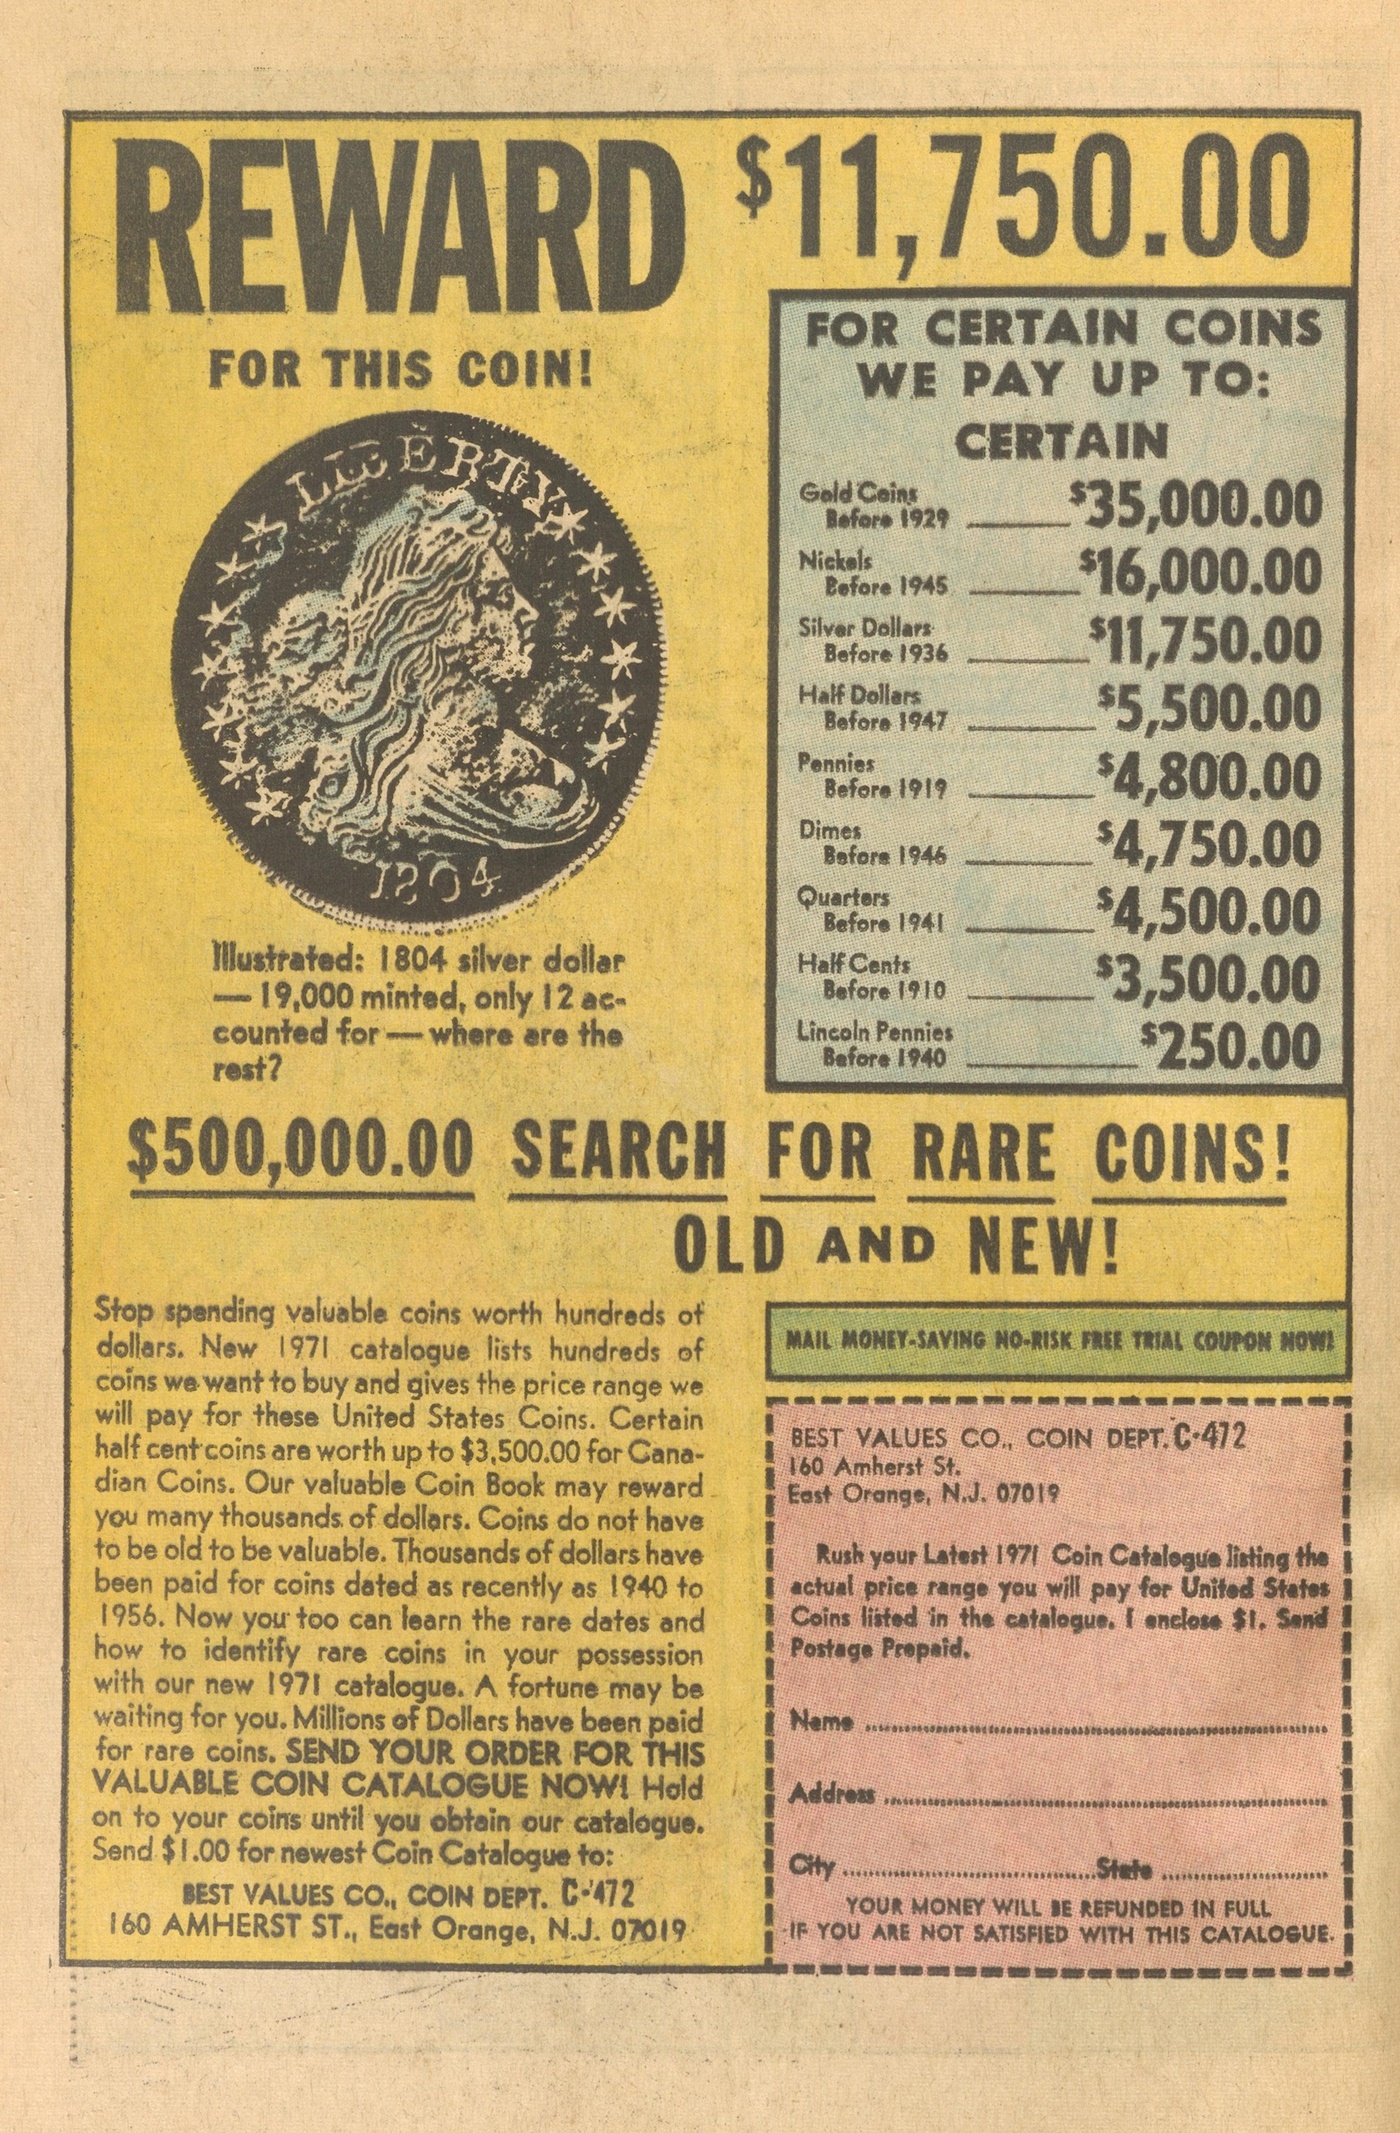 REWARD $11,750.00
FOR THIS COIN!
LIBERTY
1804
Illustrated: 1804 silver dollar
— 19,000 minted, only 12 ac-
counted for — where are the
rest?
FOR CERTAIN COINS
WE PAY UP TO:
CERTAIN
Gold Coins
Before 1929 $35,000.00
Nickels
Before 1945 $16,000.00
Silver Dollars
Before 1936 $11,750.00
Half Dollars
Before 1947 $5,500.00
Pennies
Before 1919 $4,800.00
Dimes
Before 1946 $4,750.00
Quarters
Before 1941 $4,500.00
Half Cents
Before 1910 $3,500.00
Lincoln Pennies
Before 1940 $250.00
$500,000.00 SEARCH FOR RARE COINS!
OLD AND NEW!
Stop spending valuable coins worth hundreds of
dollars. New 1971 catalogue lists hundreds of
coins we want to buy and gives the price range we
will pay for these United States Coins. Certain
half cent coins are worth up to $3,500.00 for Cana-
dian Coins. Our valuable Coin Book may reward
you many thousands of dollars. Coins do not have
to be old to be valuable. Thousands of dollars have
been paid for coins dated as recently as 1940 to
1956. Now you too can learn the rare dates and
how to identify rare coins in your possession
with our new 1971 catalogue. A fortune may be
waiting for you. Millions of Dollars have been paid
for rare coins. SEND YOUR ORDER FOR THIS
VALUABLE COIN CATALOGUE NOW! Hold
on to your coins until you obtain our catalogue.
Send $1.00 for newest Coin Catalogue to:
BEST VALUES CO., COIN DEPT. C-472
160 AMHERST ST., East Orange, N.J. 07019
MAIL MONEY-SAVING NO-RISK FREE TRIAL COUPON NOW!
BEST VALUES CO., COIN DEPT. C-472
160 Amherst St.
East Orange, N.J. 07019
Rush your Latest 1971 Coin Catalogue listing the
actual price range you will pay for United States
Coins listed in the catalogue. I enclose $1. Send
Postage Prepaid.
Name
Address
City State
YOUR MONEY WILL BE REFUNDED IN FULL
IF YOU ARE NOT SATISFIED WITH THIS CATALOGUE.